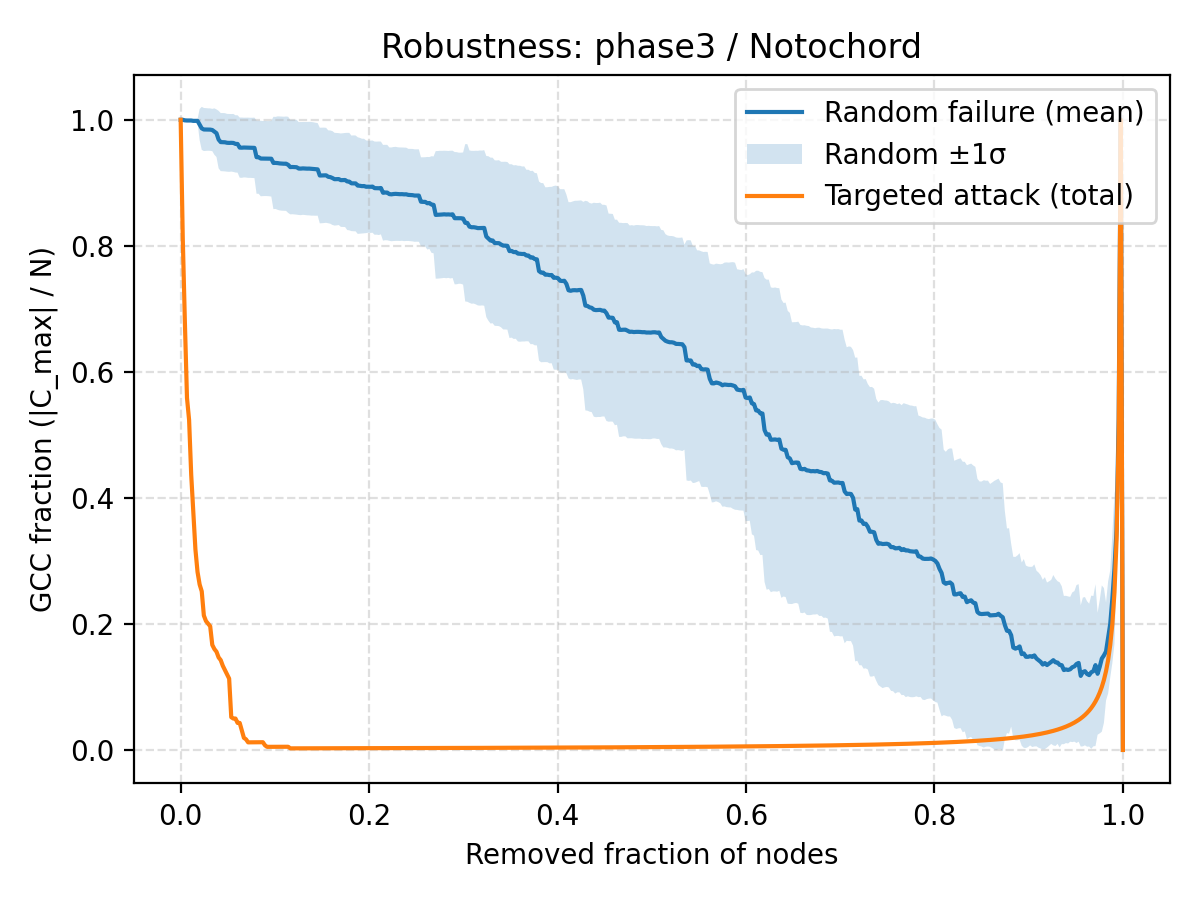 Robustness: phase3 / Notochord
Random failure (mean)
Random ±1σ
Targeted attack (total)
GCC fraction (|C_max| / N)
1.0
0.8
0.6
0.4
0.2
0.0
0.0 0.2 0.4 0.6 0.8 1.0
Removed fraction of nodes